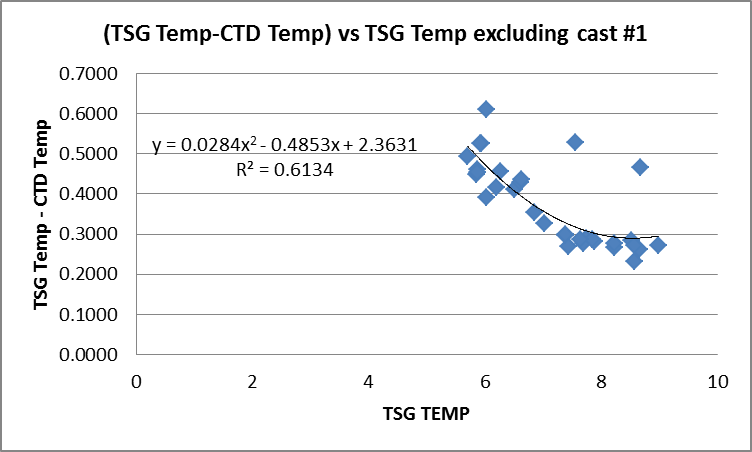 (TSG Temp-CTD Temp) vs TSG Temp excluding cast #1
TSG Temp - CTD Temp
0.7000
0.6000
0.5000
0.4000
0.3000
0.2000
0.1000
0.0000
y = 0.0284x² - 0.4853x + 2.3631
R² = 0.6134
0 2 4 6 8 10
TSG TEMP